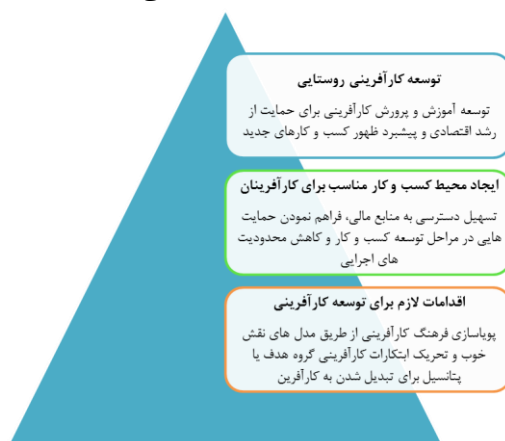 توسعه کارآفرینی روستایی
توسعه آموزش و پرورش کارآفرینی برای حمایت از
رشد اقتصادی و پیشبرد ظهور کسب و کارهای جدید
ایجاد محیط کسب و کار مناسب برای کارآفرینان
تسهیل دسترسی به منابع مالی، فراهم نمودن حمایت
هایی در مراحل توسعه کسب و کار و کاهش محدودیت
های اجرایی
اقدامات لازم برای توسعه کارآفرینی
پویاسازی فرهنگ کارآفرینی از طریق مدل های نقش
خوب و تحریک ابتکارات کارآفرینی گروه هدف یا
پتانسیل برای تبدیل شدن به کارآفرین